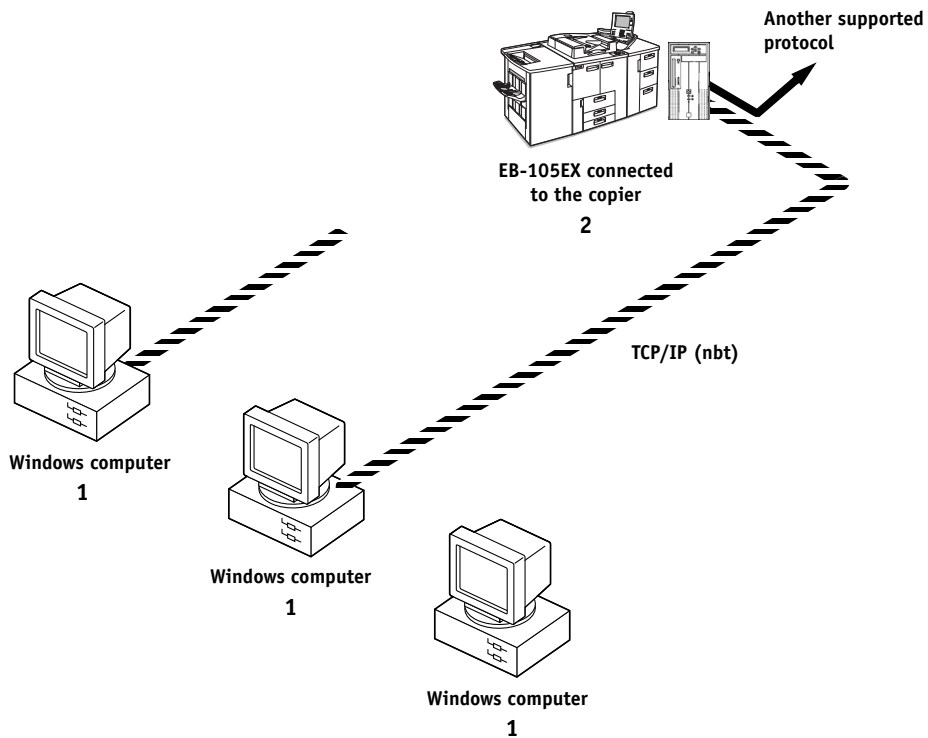 Another supported
protocol
EB-105EX connected
to the copier
2
TCP/IP (nbt)
Windows computer
1
Windows computer
1
Windows computer
1